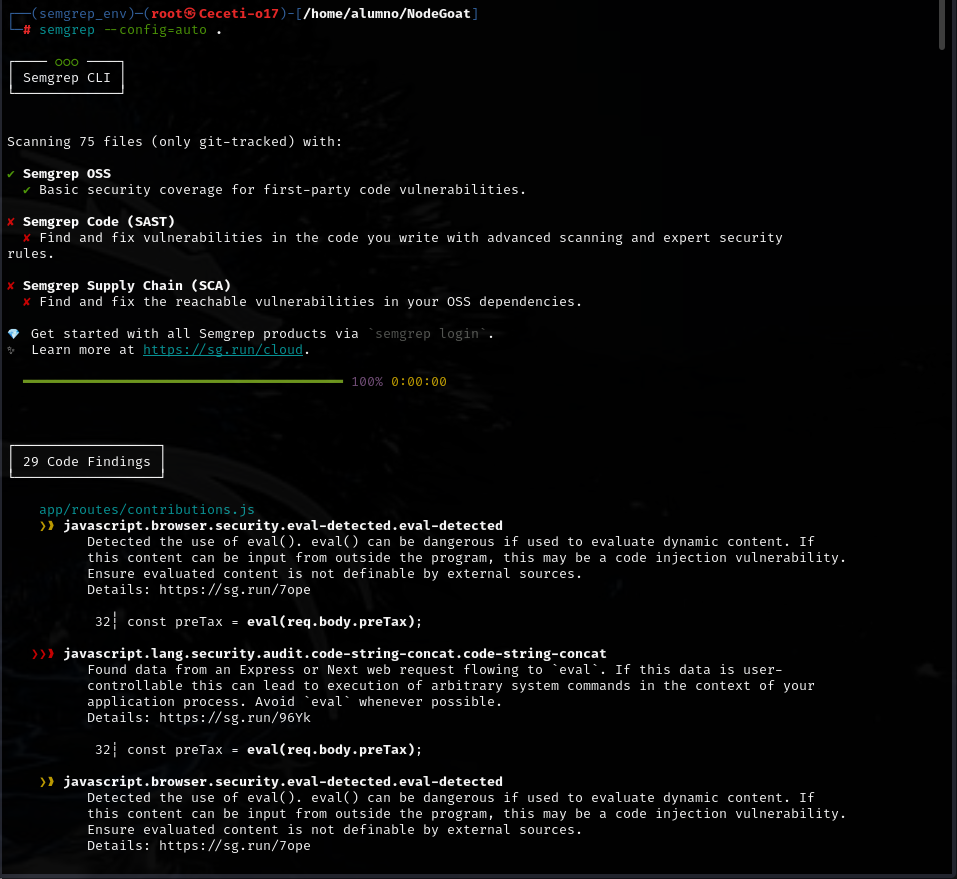 (semgrep_env)─(root㉿Ceceti-o17)-[/home/alumno/NodeGoat]
# semgrep --config=auto .
○○○
Semgrep CLI
Scanning 75 files (only git-tracked) with:
✔ Semgrep OSS
✔ Basic security coverage for first-party code vulnerabilities.
✘ Semgrep Code (SAST)
✘ Find and fix vulnerabilities in the code you write with advanced scanning and expert security
rules.
✘ Semgrep Supply Chain (SCA)
✘ Find and fix the reachable vulnerabilities in your OSS dependencies.
💎 Get started with all Semgrep products via `semgrep login`.
✨ Learn more at https://sg.run/cloud.
100% 0:00:00
29 Code Findings
app/routes/contributions.js
❯❱ javascript.browser.security.eval-detected.eval-detected
Detected the use of eval(). eval() can be dangerous if used to evaluate dynamic content. If
this content can be input from outside the program, this may be a code injection vulnerability.
Ensure evaluated content is not definable by external sources.
Details: https://sg.run/7ope
32┆ const preTax = eval(req.body.preTax);
❯❯❱ javascript.lang.security.audit.code-string-concat.code-string-concat
Found data from an Express or Next web request flowing to `eval`. If this data is user-
controllable this can lead to execution of arbitrary system commands in the context of your
application process. Avoid `eval` whenever possible.
Details: https://sg.run/96Yk
32┆ const preTax = eval(req.body.preTax);
❯❱ javascript.browser.security.eval-detected.eval-detected
Detected the use of eval(). eval() can be dangerous if used to evaluate dynamic content. If
this content can be input from outside the program, this may be a code injection vulnerability.
Ensure evaluated content is not definable by external sources.
Details: https://sg.run/7ope